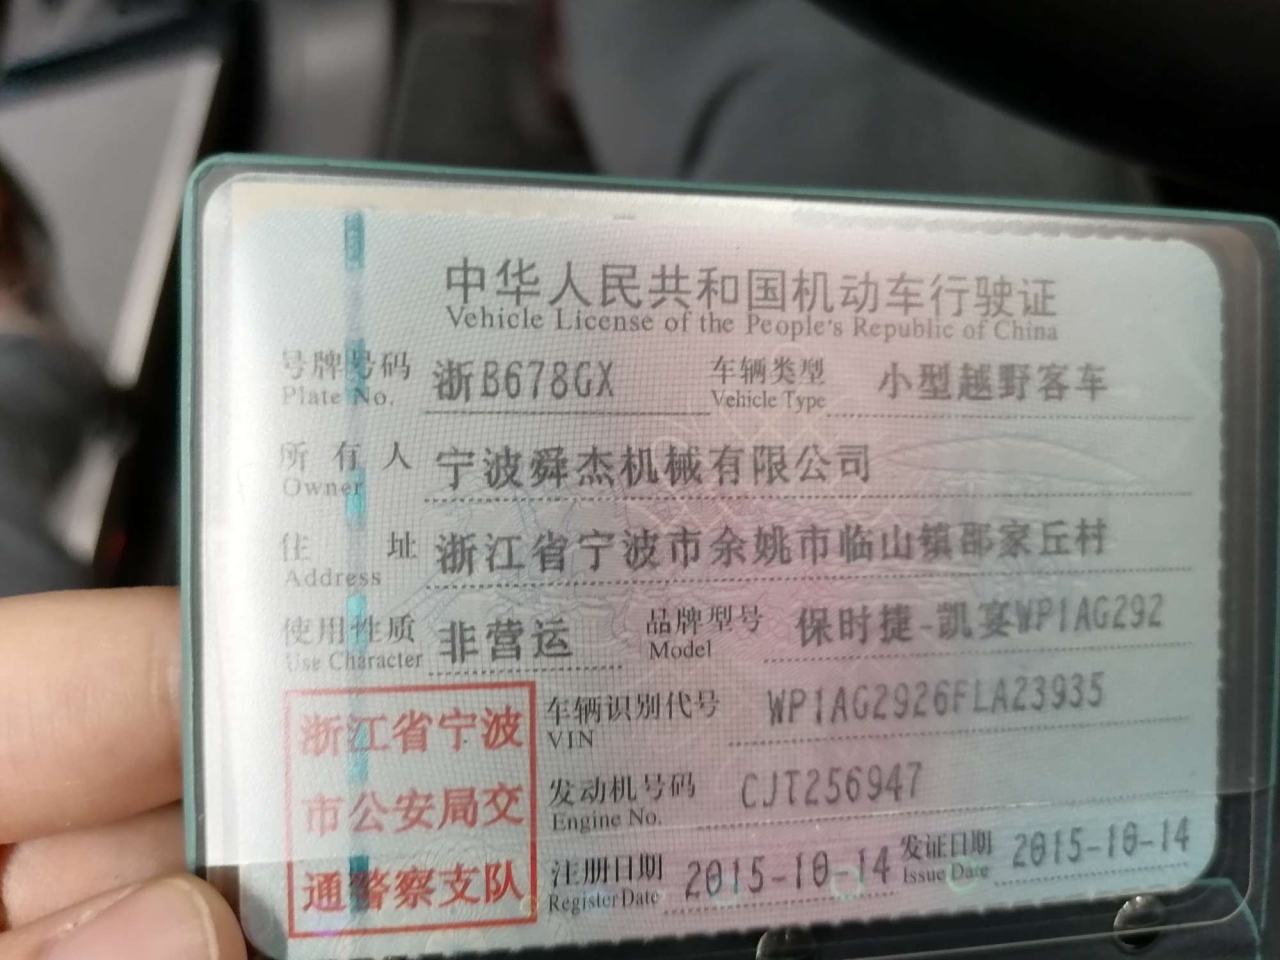 中华人民共和国机动车行驶证
Vehicle License of the People's Republic of China
号牌号码 浙B678GX 车辆类型 小型越野客车
Plate No. Vehicle Type
所有人 宁波舜杰机械有限公司
Owner
住址 浙江省宁波市余姚市临山镇邵家丘村
Address
使用性质 非营运 品牌型号 保时捷-凯宴WP1AG292
Use Character Model
浙江省宁波 车辆识别代号 WP1AG2926FLA23935
VIN
市公安局交 发动机号码 CJT256947
Engine No.
通警察支队 注册日期 2015-10-14 发证日期 2015-10-14
Register Date Issue Date